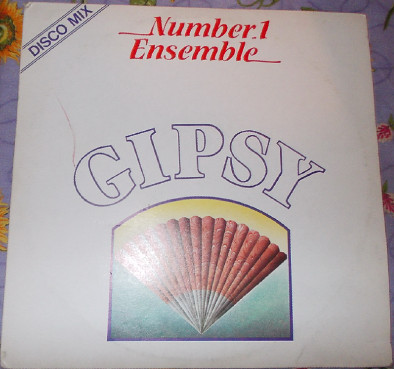 DISCO MIX
Number 1
Ensemble
GIPSY